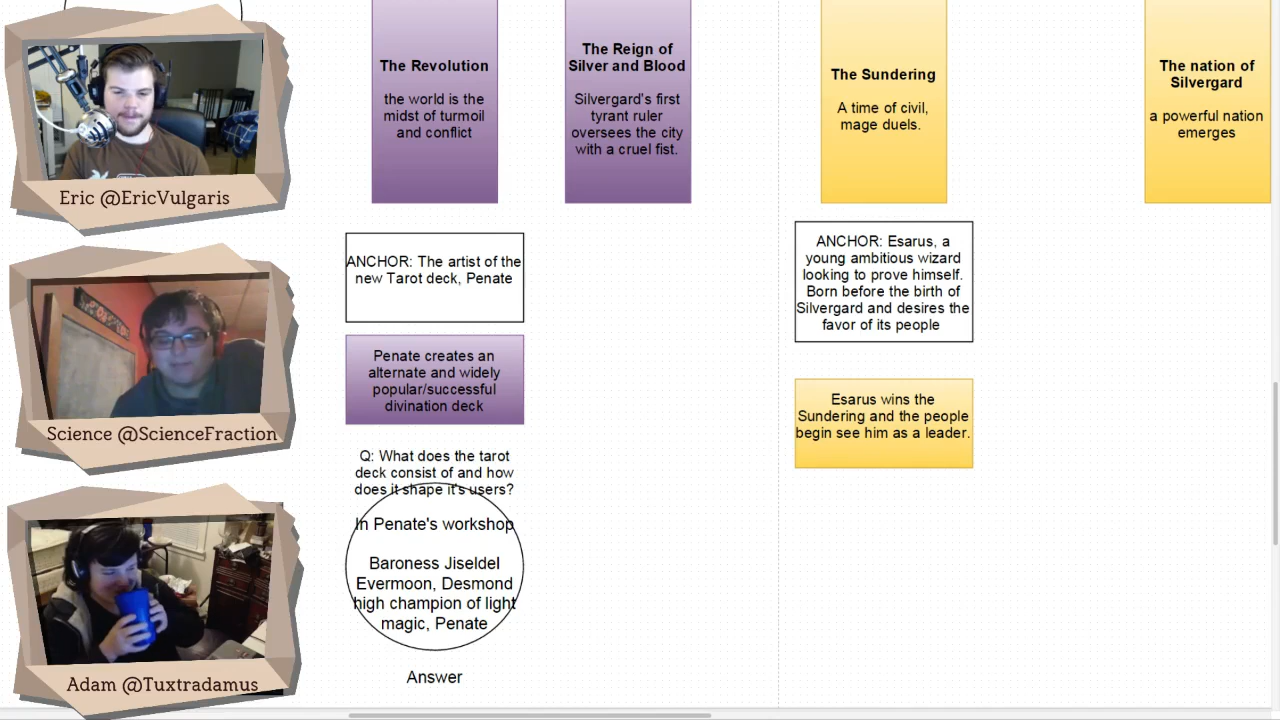 Eric @EricVulgaris
Science @ScienceFraction
Adam @Tuxtradamus
The Revolution
the world is the
midst of turmoil
and conflict
The Reign of
Silver and Blood
Silvergard's first
tyrant ruler
oversees the city
with a cruel fist.
The Sundering
A time of civil,
mage duels.
The nation of
Silvergard
a powerful nation
emerges
ANCHOR: The artist of the
new Tarot deck, Penate
Penate creates an
alternate and widely
popular/successful
divination deck
Q: What does the tarot
deck consist of and how
does it shape it's users?
In Penate's workshop
Baroness Jiseldel
Evermoon, Desmond
high champion of light
magic, Penate
Answer
ANCHOR: Esarus, a
young ambitious wizard
looking to prove himself.
Born before the birth of
Silvergard and desires the
favor of its people
Esarus wins the
Sundering and the people
begin see him as a leader.